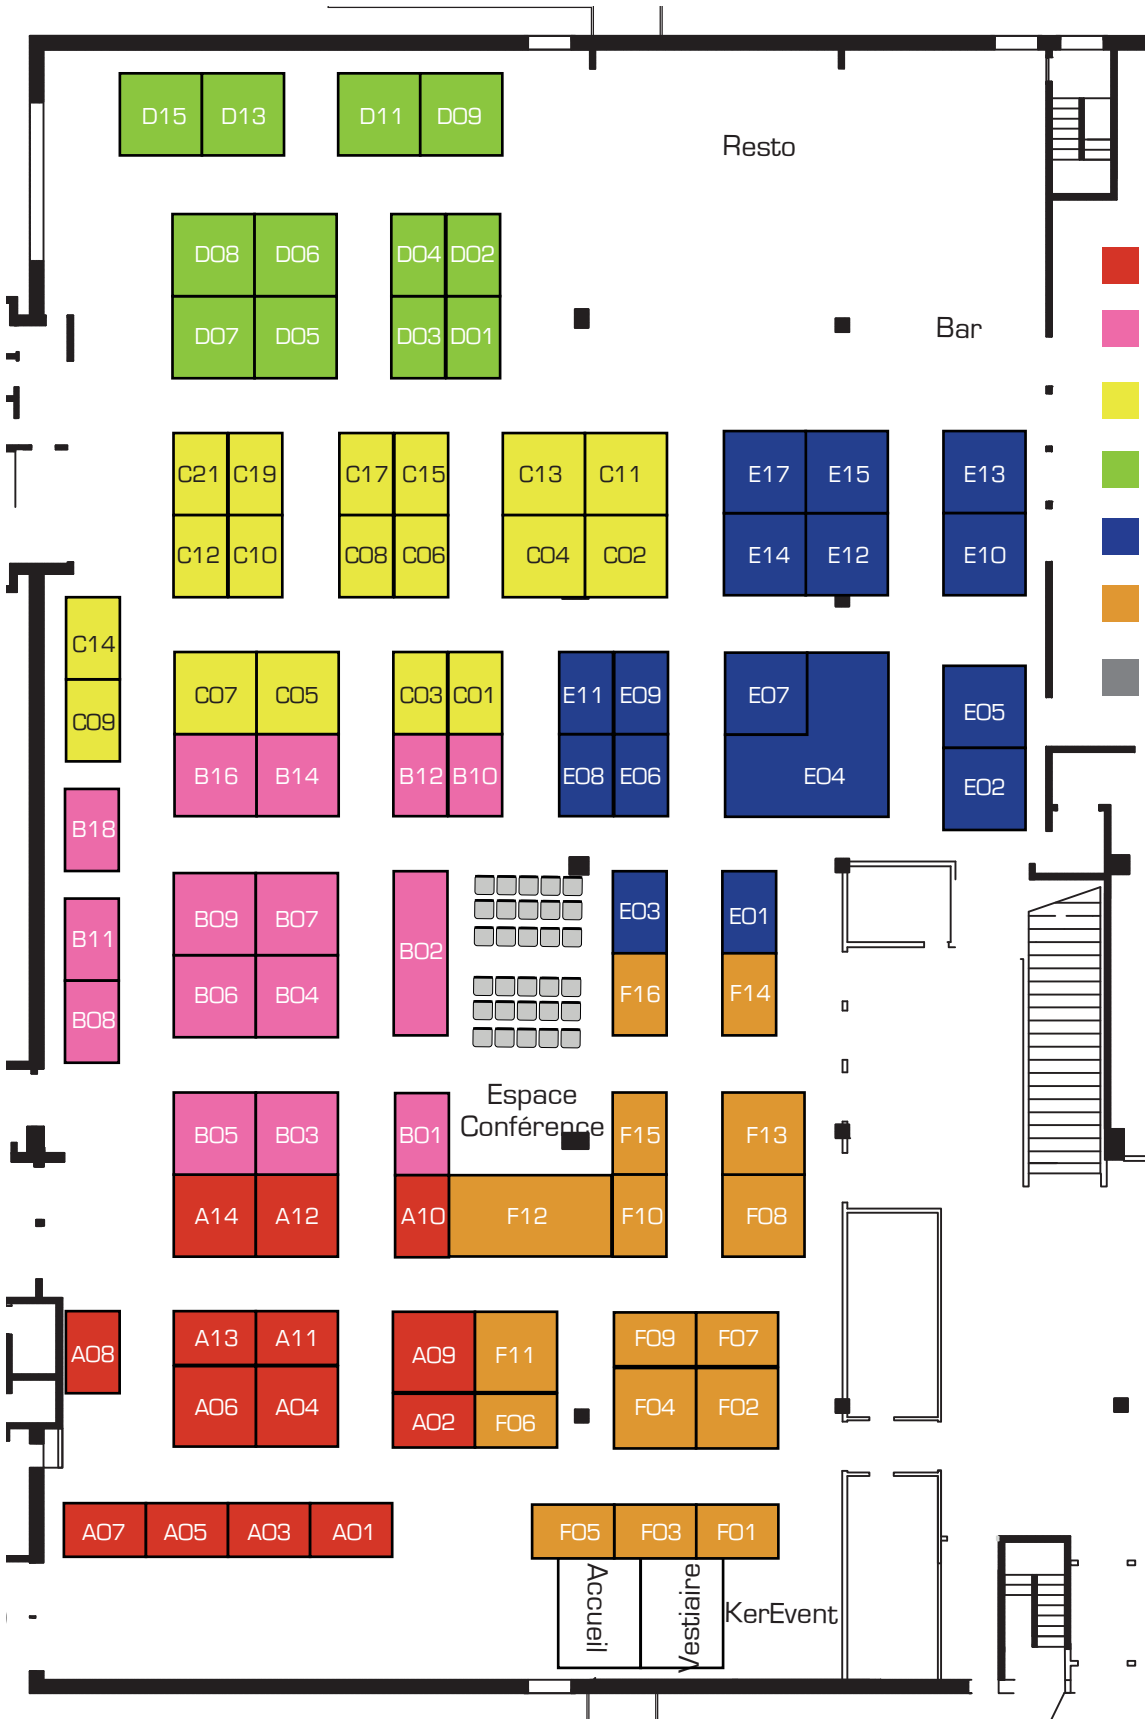 D15 D13 D11 D09
Resto
D08 D06 D04 D02
D07 D05 D03 D01
Bar
C21 C19 C17 C15 C13 C11 E17 E15 E13
C12 C10 C08 C06 C04 C02 E14 E12 E10
C14
C09
C07 C05 C03 C01 E11 E09 E07 E05
B16 B14 B12 B10 E08 E06 E04 E02
B18
B11
B08
B09 B07 B02 E03 E01
B06 B04 F16 F14
Espace
Conférence
B05 B03 B01 F15 F13
A14 A12 A10 F12 F10 F08
A08
A13 A11 A09 F11 F09 F07
A06 A04 A02 F06 F04 F02
A07 A05 A03 A01 F05 F03 F01
Accueil
Vestiaire
KerEvent